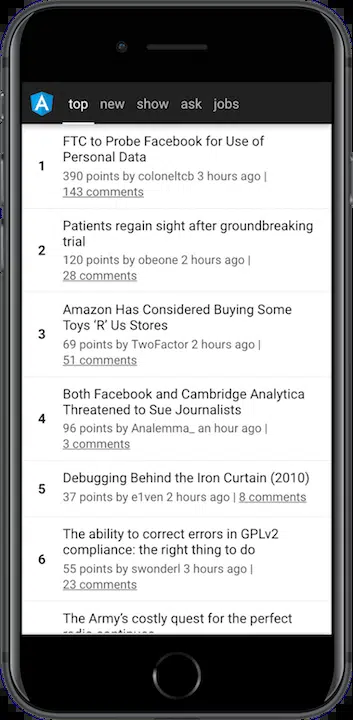 A
top new show ask jobs
1
FTC to Probe Facebook for Use of
Personal Data
390 points by coloneltcb 3 hours ago |
143 comments
2
Patients regain sight after groundbreaking
trial
120 points by obeone 2 hours ago |
28 comments
3
Amazon Has Considered Buying Some
Toys ‘R’ Us Stores
69 points by TwoFactor 2 hours ago |
51 comments
4
Both Facebook and Cambridge Analytica
Threatened to Sue Journalists
96 points by Analemma_ an hour ago |
3 comments
5
Debugging Behind the Iron Curtain (2010)
37 points by e1ven 2 hours ago | 8 comments
6
The ability to correct errors in GPLv2
compliance: the right thing to do
55 points by swonderl 3 hours ago |
23 comments
The Army’s costly quest for the perfect
radio continues